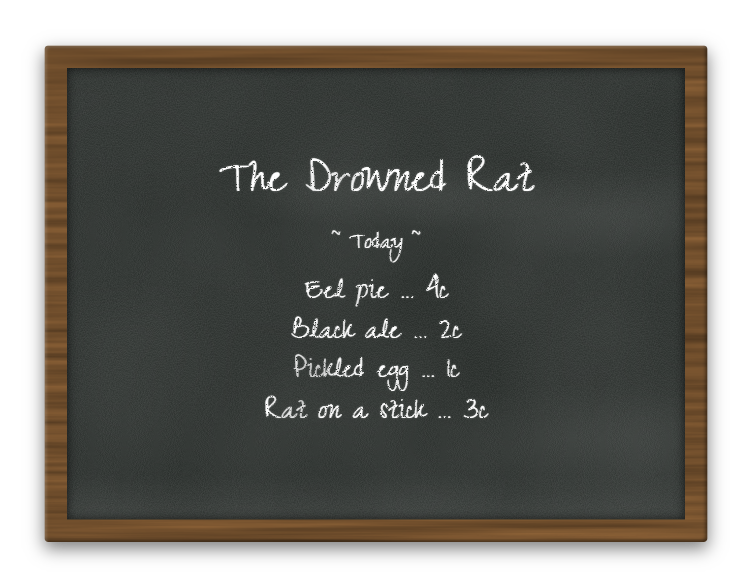 The Drowned Rat
~ Today ~
Eel pie ... 4c
Black ale ... 2c
Pickled egg ... 1c
Rat on a stick ... 3c